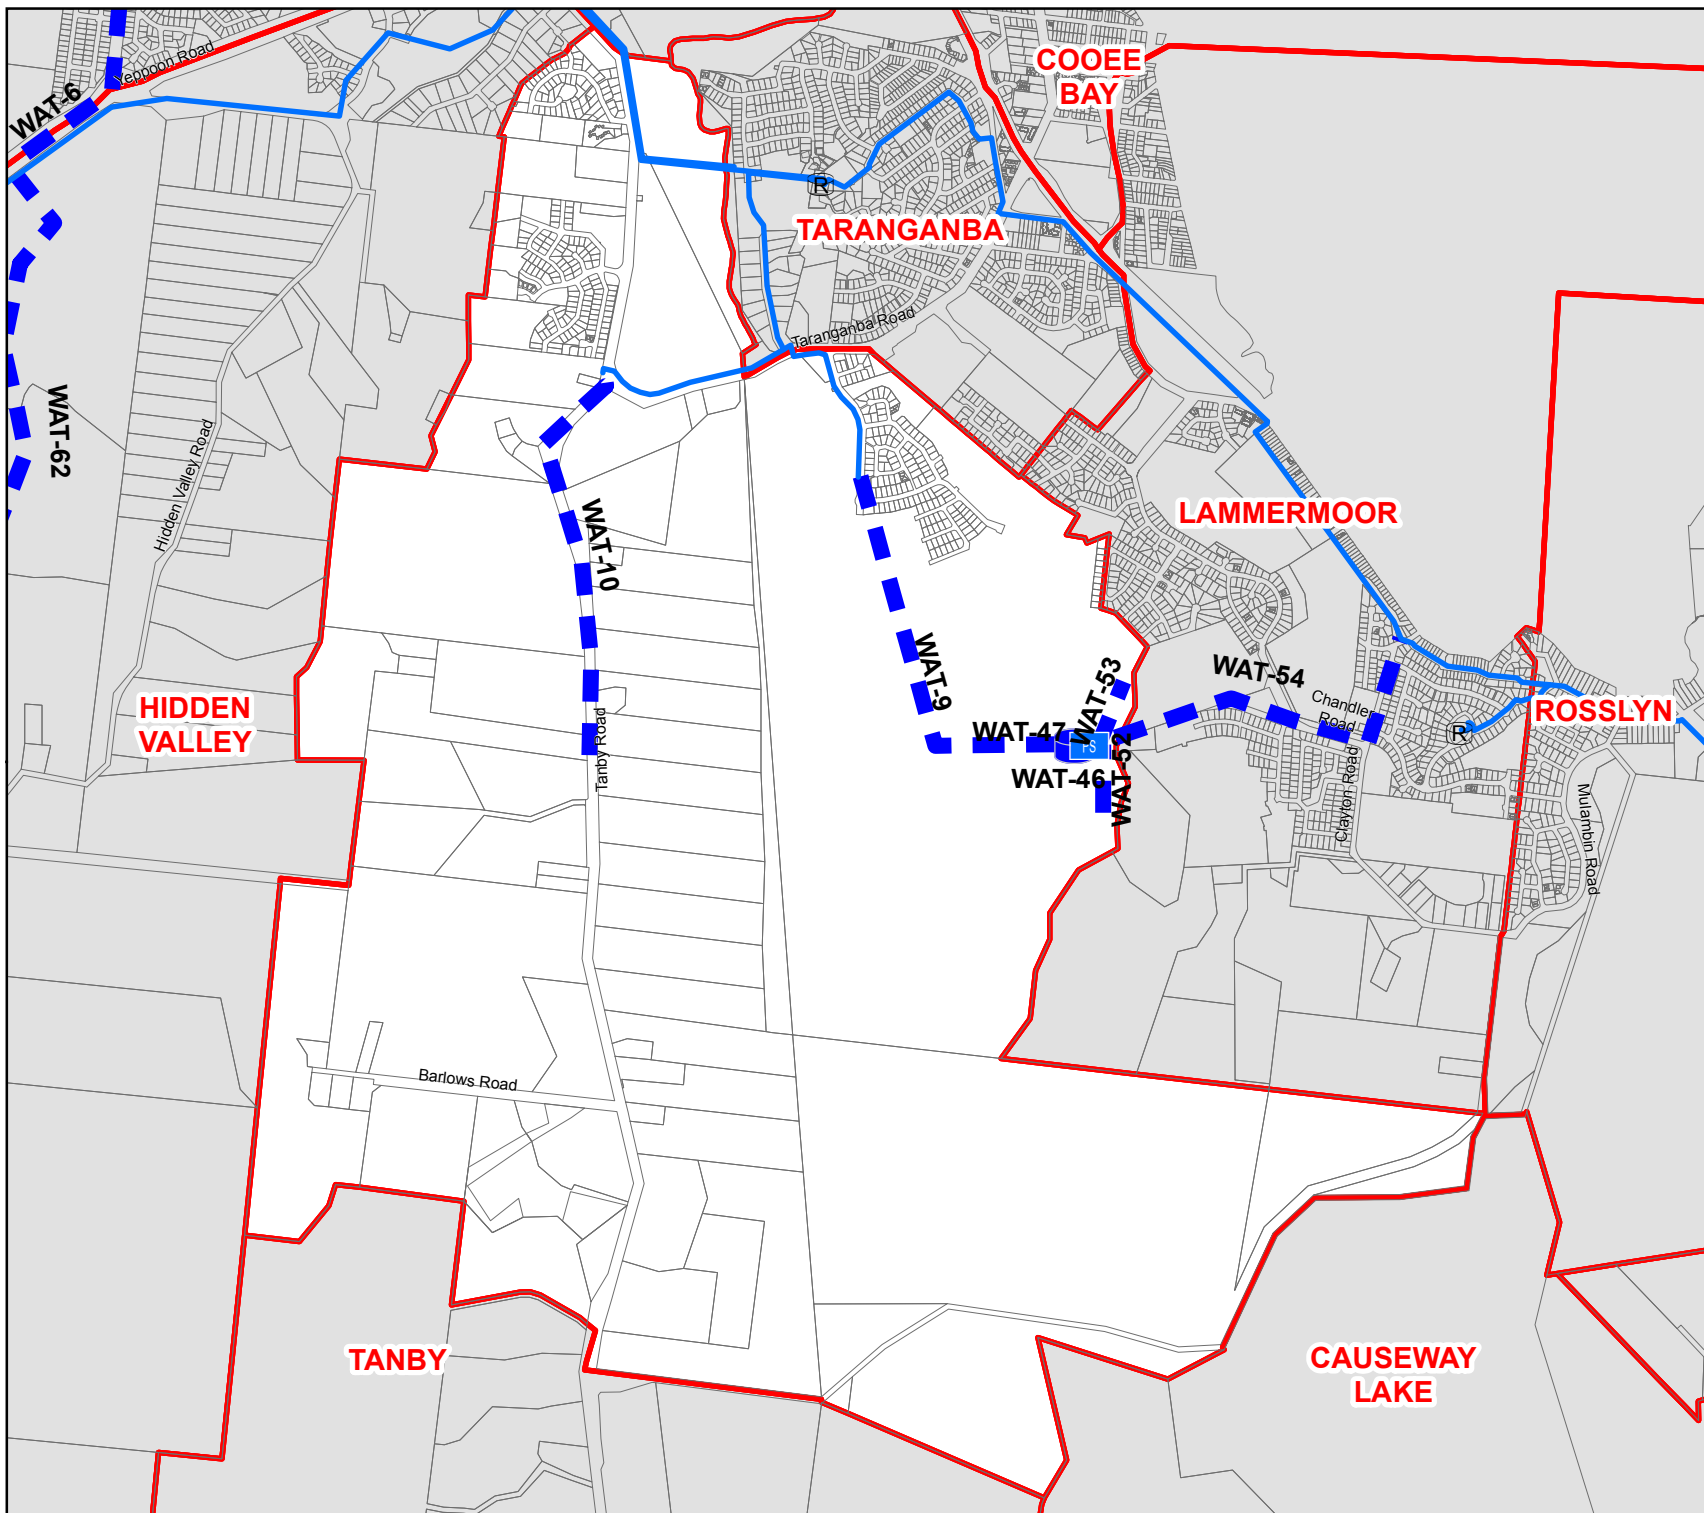 COOEE
BAY
Yeppoon Road
WAT-6
R
TARANGANBA
Taranganba Road
WAT-62
Hidden Valley Road
WAT-10
LAMMERMOOR
WAT-9
WAT-53
WAT-54
HIDDEN
VALLEY
Tanby Road
Chandler
Road
ROSSLYN
WAT-47
PS
R
WAT-46
WAT-52
Clayton Road
Mulambin Road
Barlows Road
TANBY
CAUSEWAY
LAKE